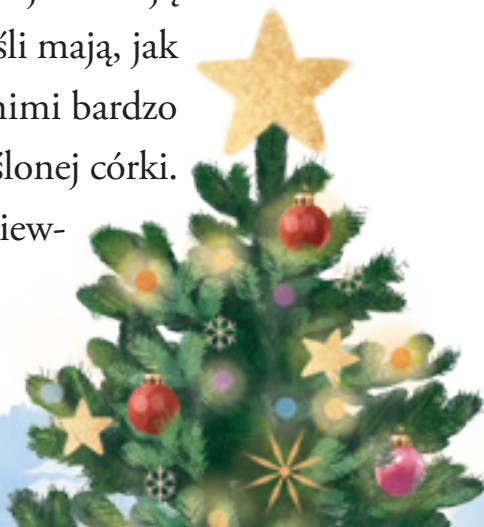 śli mają, jak
nimi bardzo
ślonej córki.
iew-